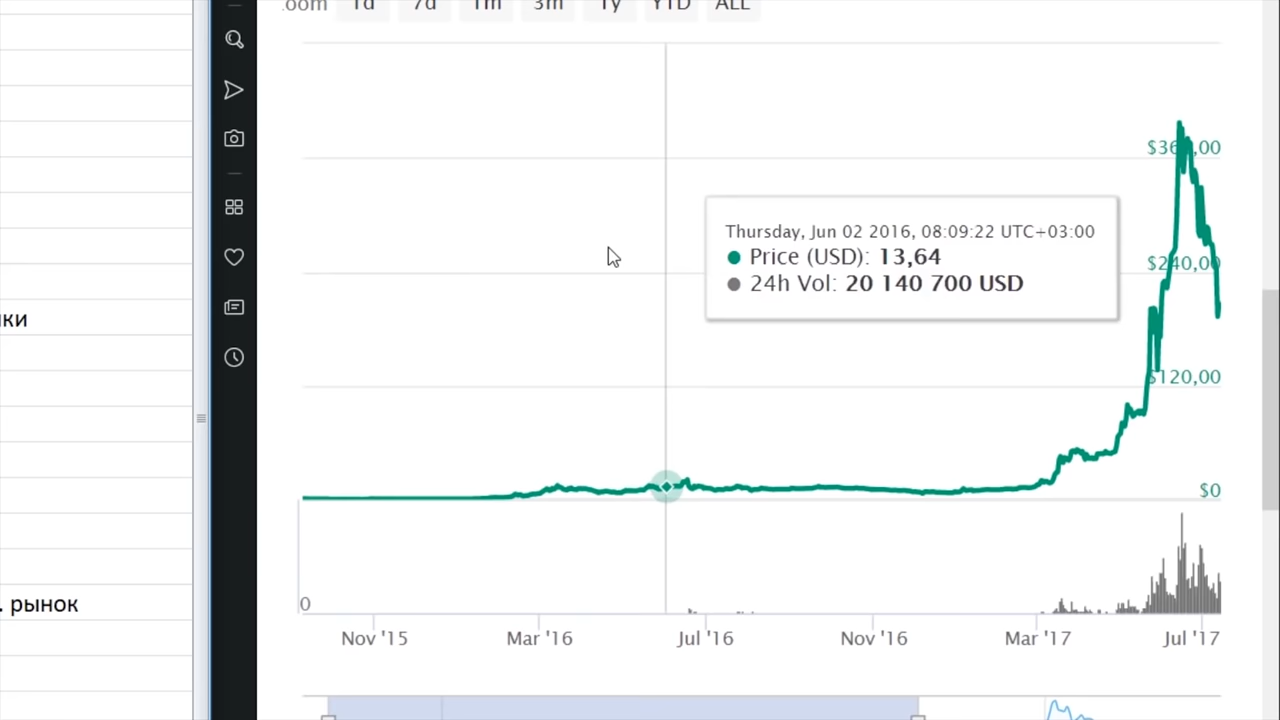 .oom 1d 7d 1m 3m 1y YTD ALL
$240,00
$120,00
$0
Thursday, Jun 02 2016, 08:09:22 UTC+03:00
Price (USD): 13,64
24h Vol: 20 140 700 USD
ки
. рынок
0
Nov '15 Mar '16 Jul '16 Nov '16 Mar '17 Jul '17